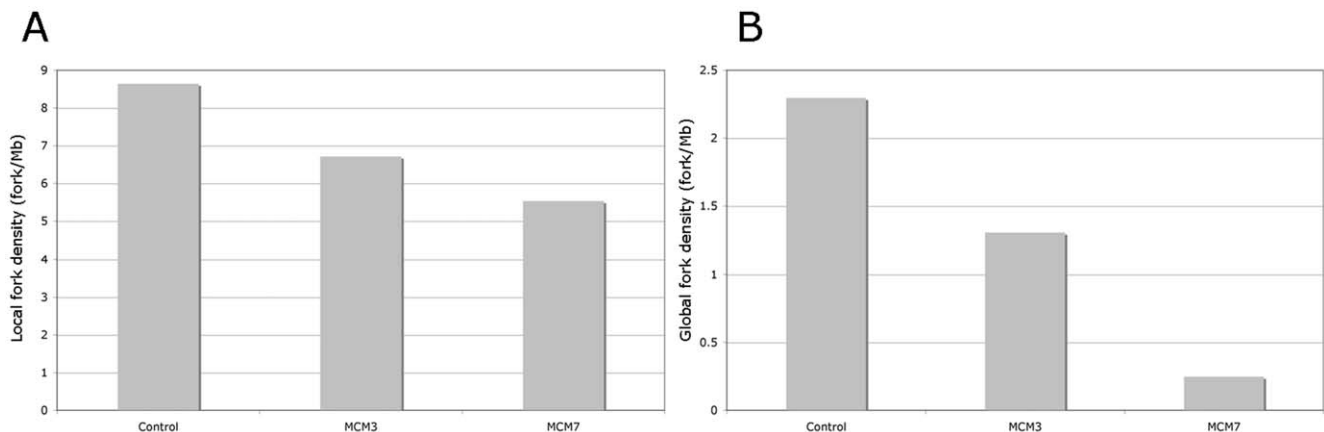 A
Local fork density (fork/Mb)
9
8
7
6
5
4
3
2
1
0
Control
MCM3
MCM7
B
Global fork density (fork/Mb)
2.5
2
1.5
1
0.5
0
Control
MCM3
MCM7